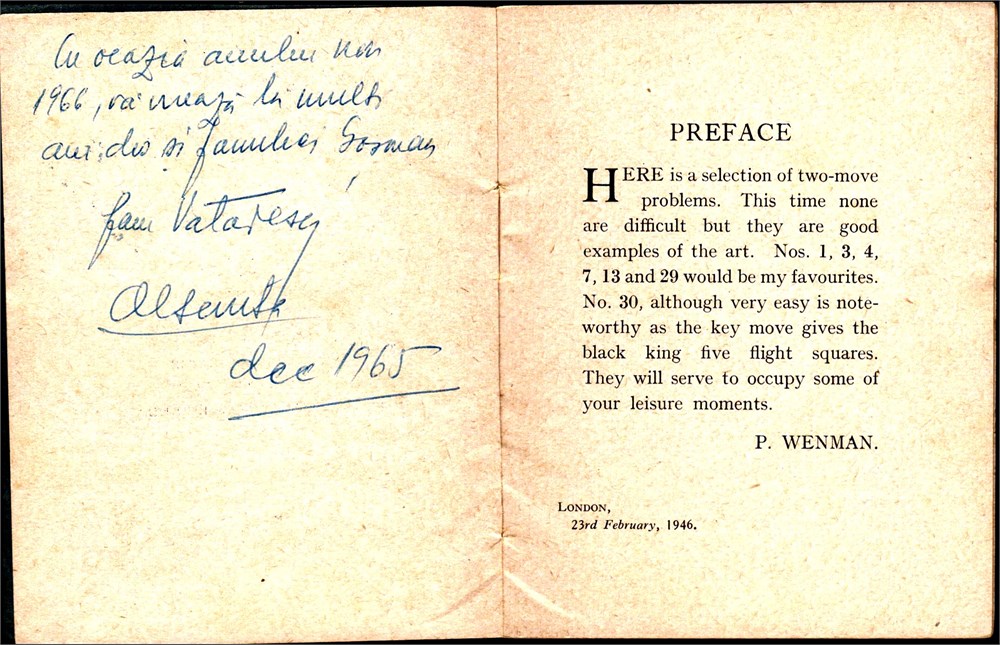 Cu ocazia anului nou
1966, vă urează la mulți
ani, dvs și familiei
fam Vatarescu
Oltenița
dec 1965
PREFACE
HERE is a selection of two-move
problems. This time none
are difficult but they are good
examples of the art. Nos. 1, 3, 4,
7, 13 and 29 would be my favourites.
No. 30, although very easy is note-
worthy as the key move gives the
black king five flight squares.
They will serve to occupy some of
your leisure moments.
P. WENMAN.
LONDON,
23rd February, 1946.